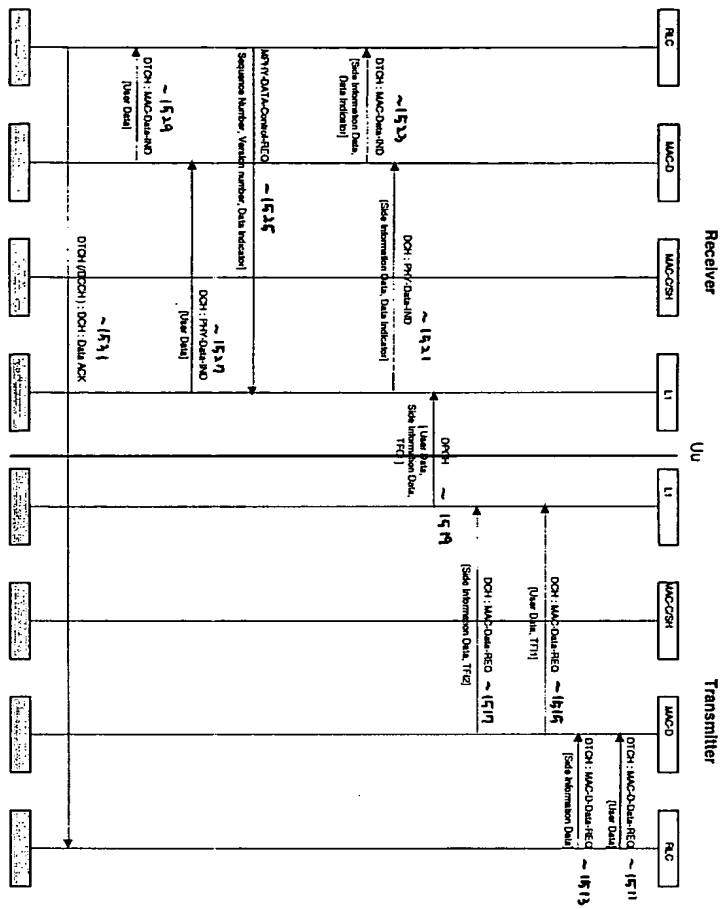 Receiver
Uu
Transmitter
RLC
MAC-D
MAC-C/SH
L1
L1
MAC-C/SH
MAC-D
RLC
DTCH : MAC-D-Data-REQ ~1511
[User Data]
DTCH : MAC-D-Data-REQ ~1513
[Side Information Data]
DCH : MAC-Data-REQ ~1515
[User Data, TFI1]
DCH : MAC-Data-REQ ~1517
[Side Information Data, TFI2]
DPCH ~1519
[ User Data,
Side Information Data,
TFCI ]
DCH : PHY-Data-IND ~1521
[Side Information Data, Data Indicator]
DTCH : MAC-Data-IND ~1523
[Side Information Data,
Data Indicator]
MPHY-DATA-Control-REQ ~1525
Sequence Number, Version number, Data Indicator]
DCH : PHY-Data-IND ~1527
[User Data]
DTCH : MAC-Data-IND ~1529
[User Data]
DTCH (/DCCH) : DCH : Data ACK ~1531